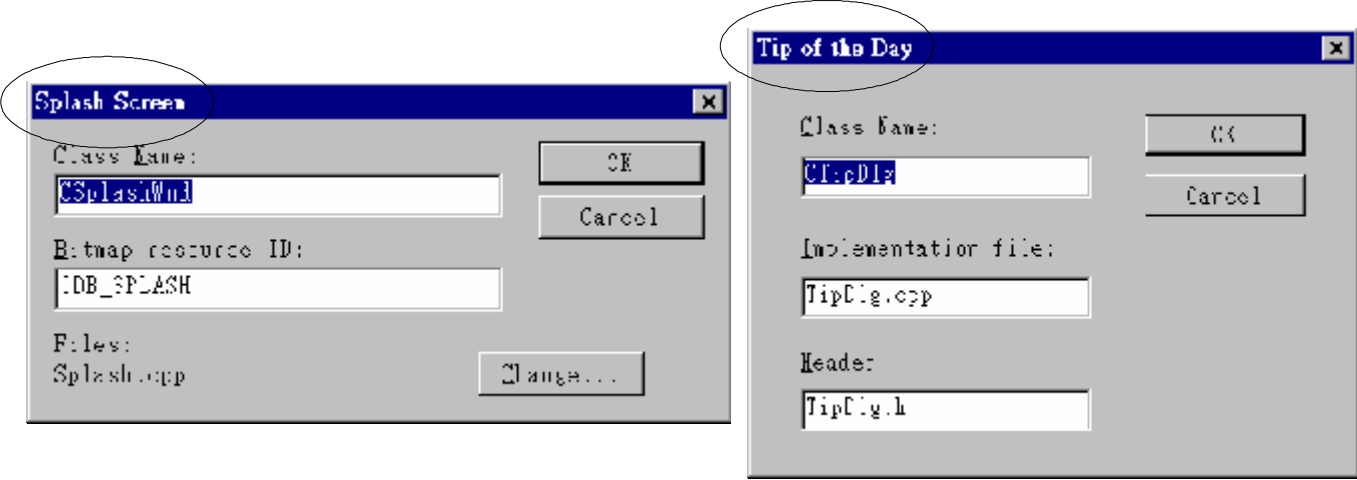 Splash Screen
Class Name:
CSplashWnd
OK
Cancel
Bitmap resource ID:
IDB_SPLASH
Files:
Splash.cpp
Change...
Tip of the Day
Class Name:
OK
CTipDlg
Cancel
Implementation file:
TipDlg.cpp
Header
TipDlg.h